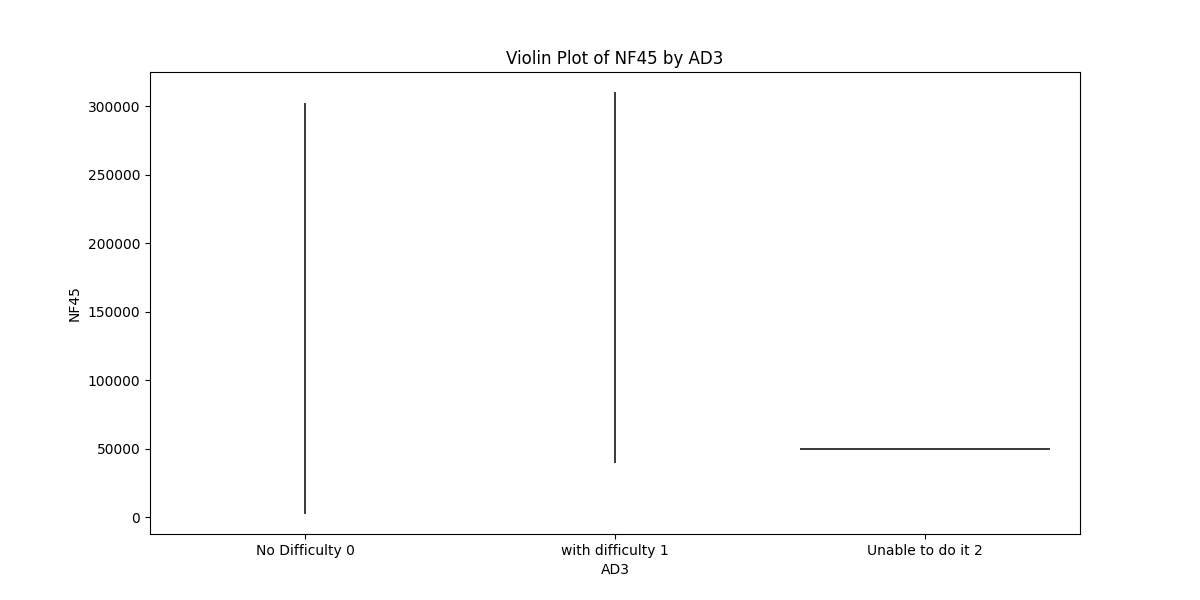 Violin Plot of NF45 by AD3
300000
250000
200000
150000
100000
50000
0
NF45
No Difficulty 0
with difficulty 1
Unable to do it 2
AD3